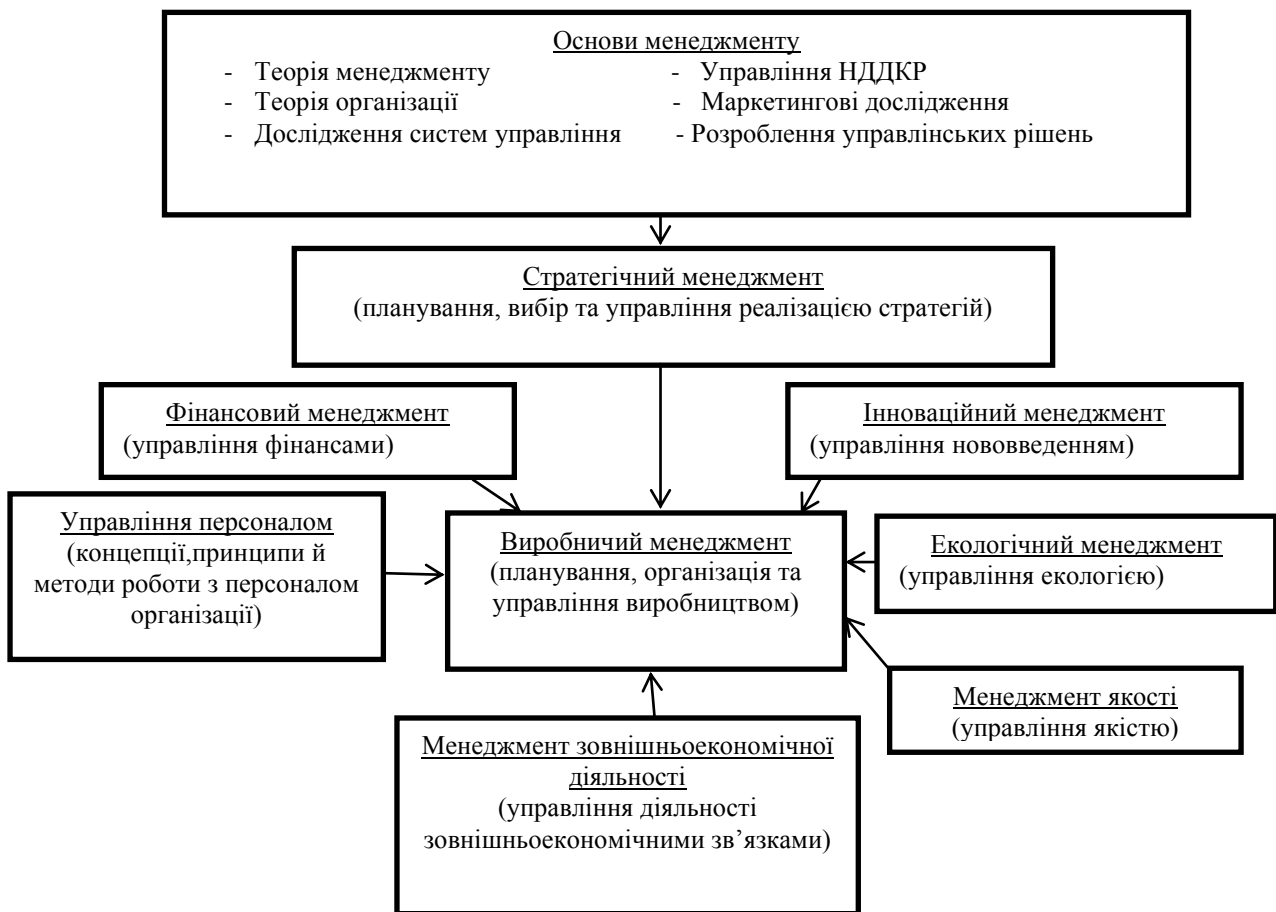 Основи менеджменту
- Теорія менеджменту - Управління НДДКР
- Теорія організації - Маркетингові дослідження
- Дослідження систем управління - Розроблення управлінських рішень
Стратегічний менеджмент
(планування, вибір та управління реалізацією стратегій)
Фінансовий менеджмент
(управління фінансами)
Інноваційний менеджмент
(управління нововведенням)
Управління персоналом
(концепції,принципи й
методи роботи з персоналом
організації)
Виробничий менеджмент
(планування, організація та
управління виробництвом)
Екологічний менеджмент
(управління екологією)
Менеджмент якості
(управління якістю)
Менеджмент зовнішньоекономічної
діяльності
(управління діяльності
зовнішньоекономічними зв’язками)